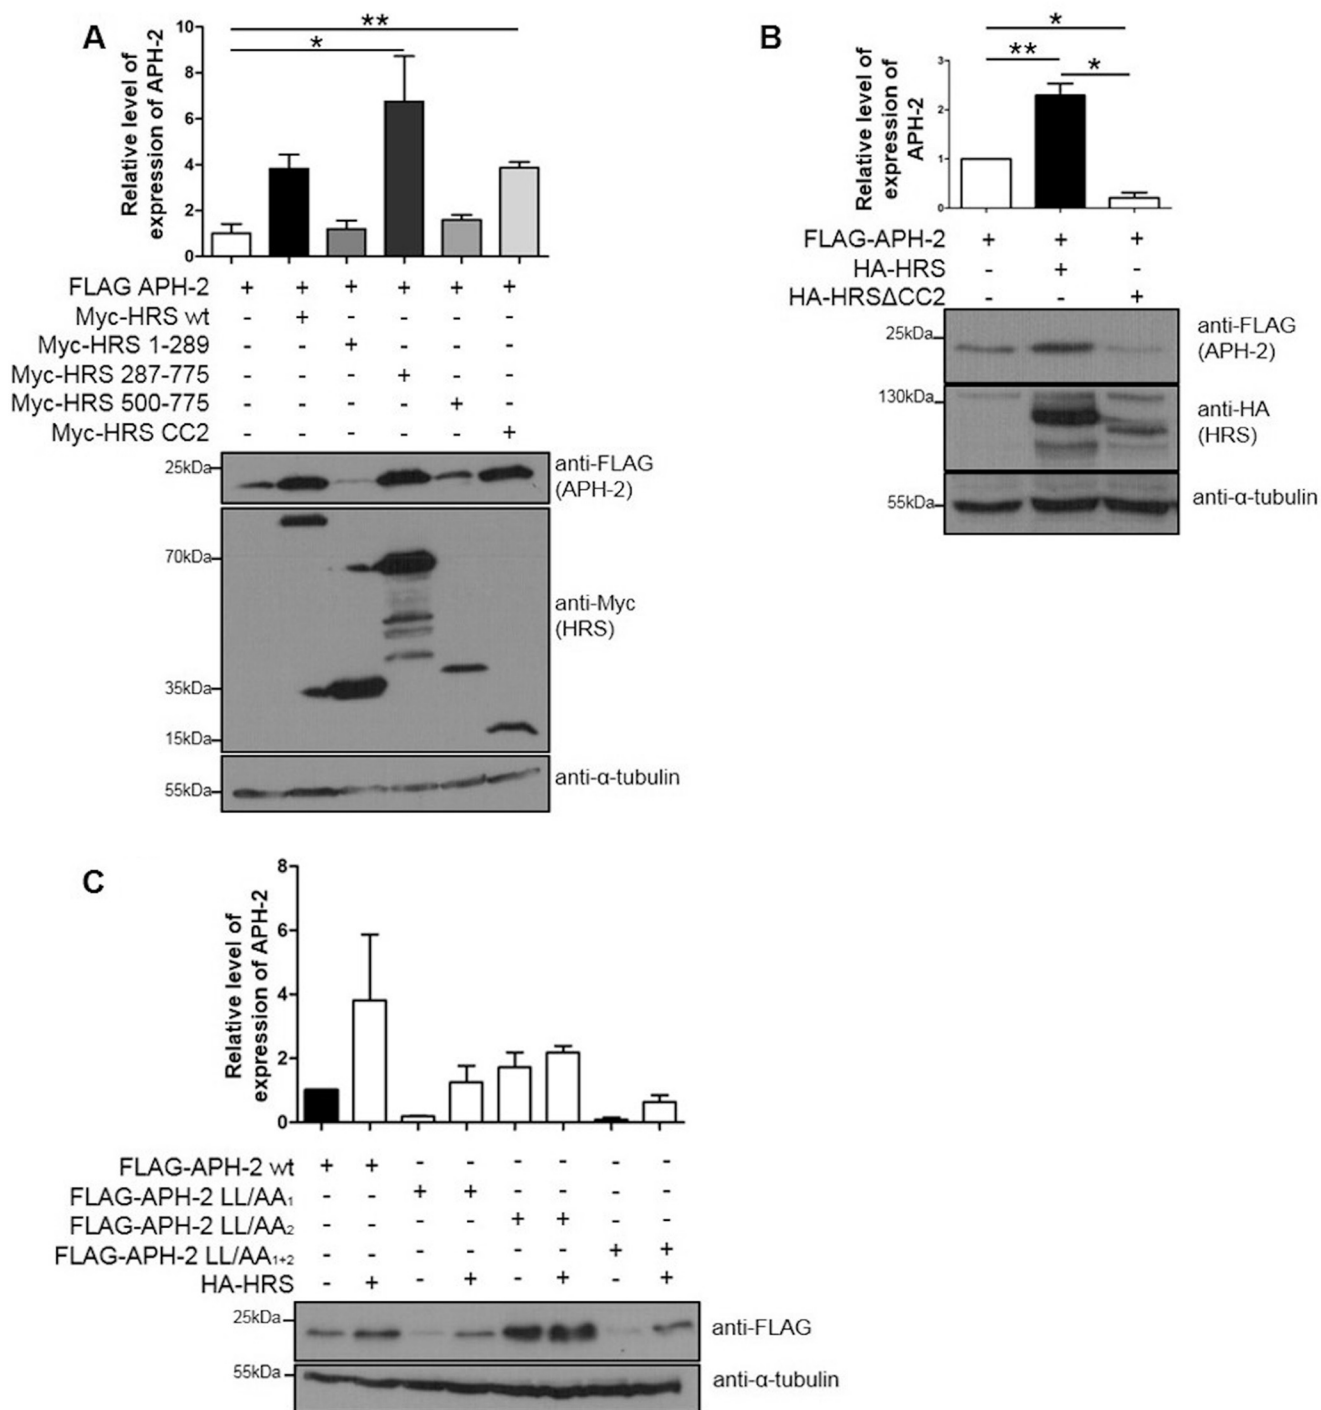 A
Relative level of
expression of APH-2
10
8
6
4
2
0
**
*
FLAG APH-2 + + + + + +
Myc-HRS wt - + - - - -
Myc-HRS 1-289 - - + - - -
Myc-HRS 287-775 - - - + - -
Myc-HRS 500-775 - - - - + -
Myc-HRS CC2 - - - - - +
25kDa
anti-FLAG
(APH-2)
70kDa
35kDa
15kDa
anti-Myc
(HRS)
55kDa
anti-α-tubulin
B
Relative level of
expression of
APH-2
3
2
1
0
*
** *
FLAG-APH-2 + + +
HA-HRS - + -
HA-HRSΔCC2 - - +
25kDa
anti-FLAG
(APH-2)
130kDa
anti-HA
(HRS)
55kDa
anti-α-tubulin
C
Relative level of
expression of APH-2
8
6
4
2
0
FLAG-APH-2 wt + + - - - - - -
FLAG-APH-2 LL/AA₁ - - + + - - - -
FLAG-APH-2 LL/AA₂ - - - - + + - -
FLAG-APH-2 LL/AA₁₊₂ - - - - - - + +
HA-HRS - + - + - + - +
25kDa
anti-FLAG
55kDa
anti-α-tubulin